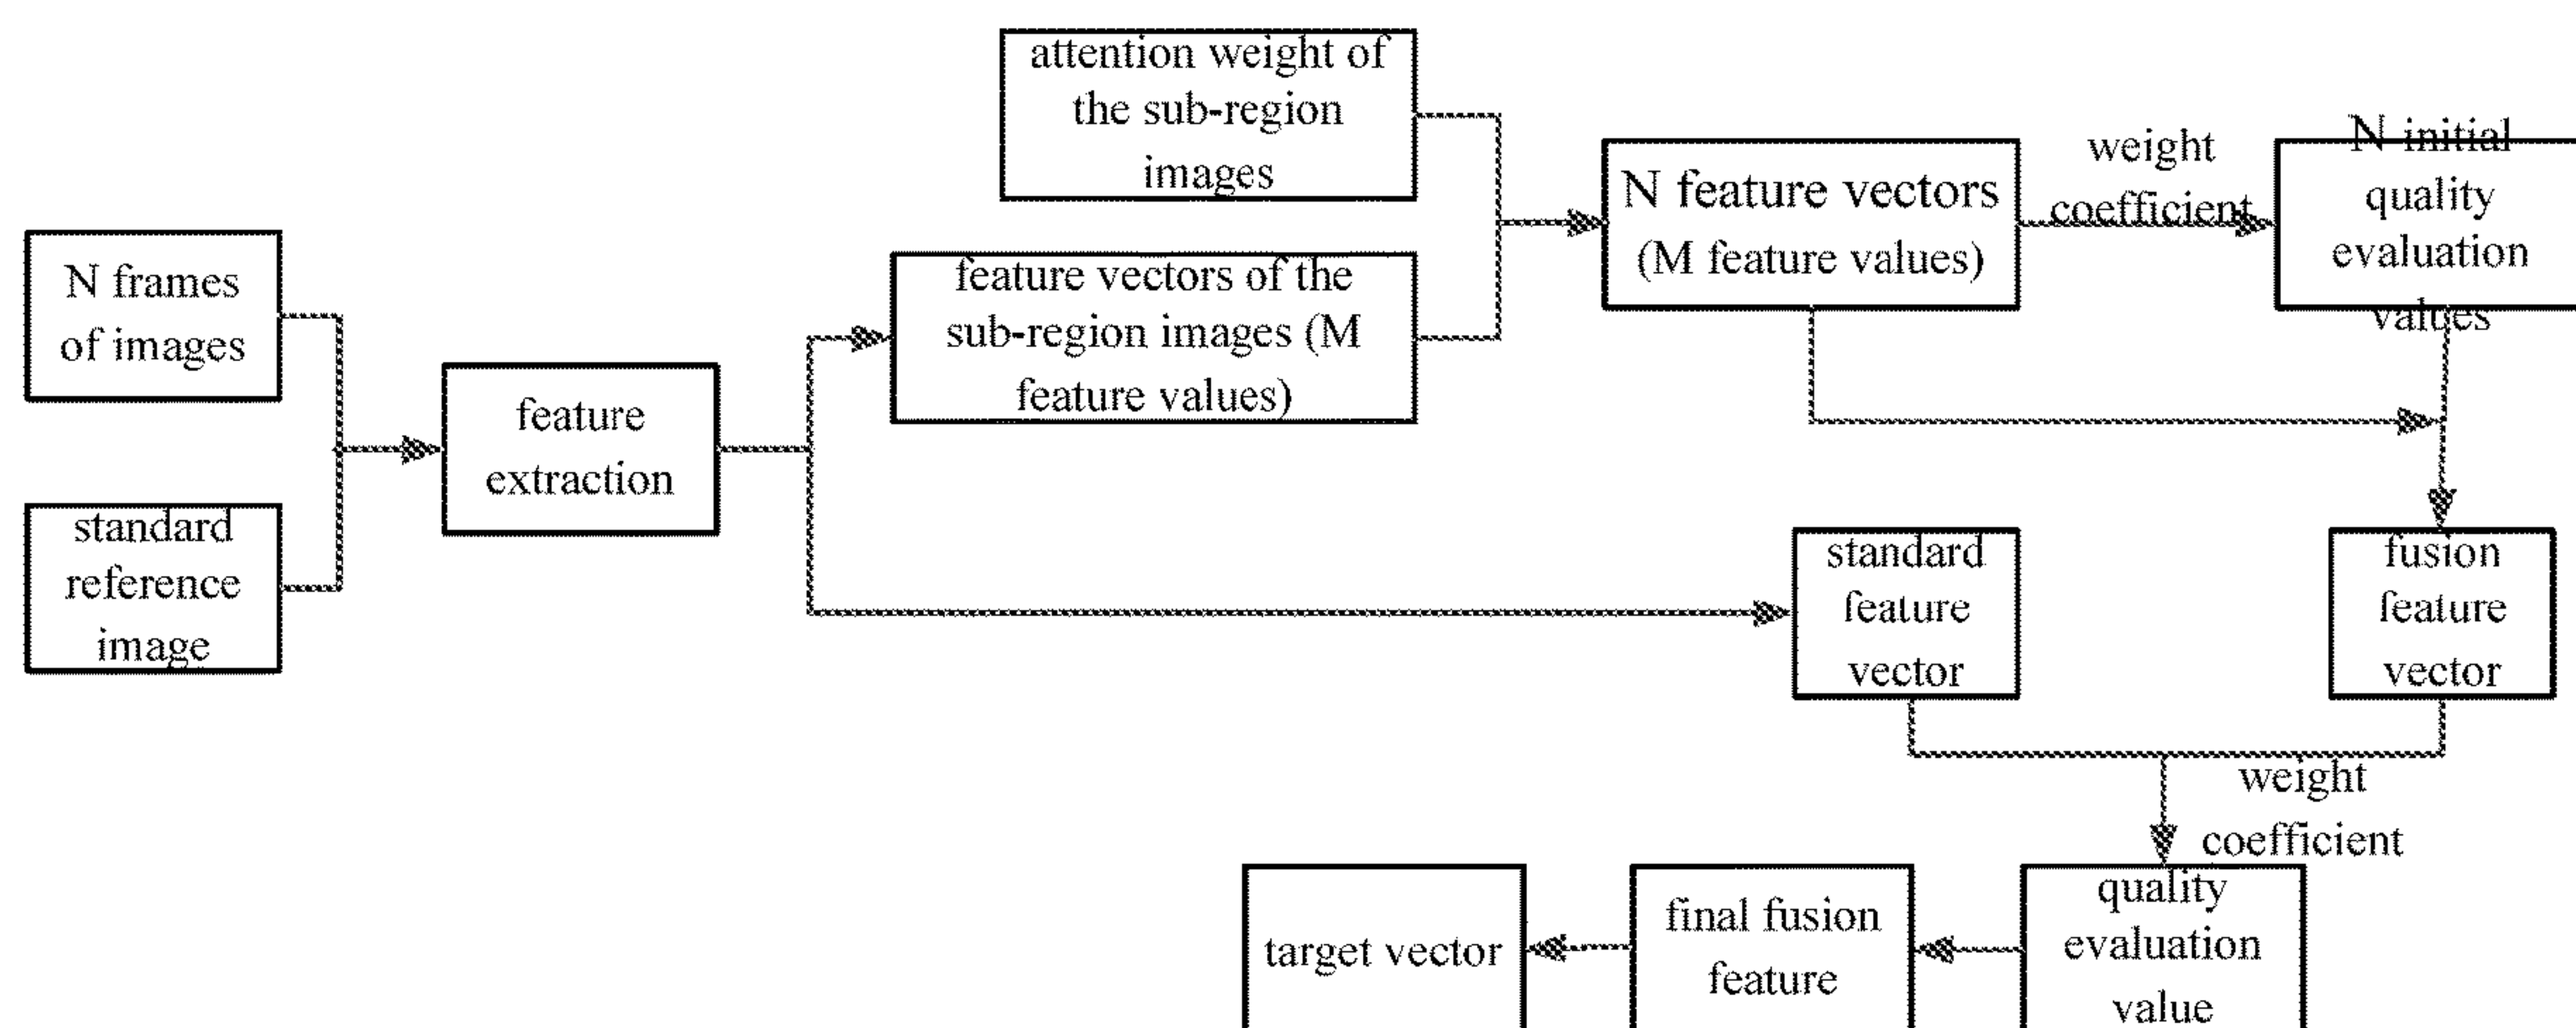 attention weight of
the sub-region
images
N frames
of images
standard
reference
image
feature
extraction
feature vectors of the
sub-region images (M
feature values)
N feature vectors
(M feature values)
weight
coefficient
N initial
quality
evaluation
values
standard
feature
vector
fusion
feature
vector
weight
coefficient
target vector
final fusion
feature
quality
evaluation
value